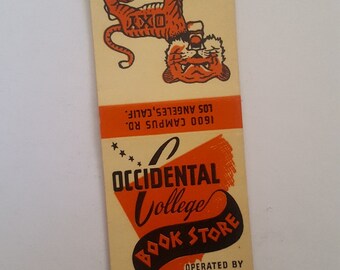 OXY
1600 CAMPUS RD.
LOS ANGELES, CALIF.
OCCIDENTAL
College
BOOK STORE
OPERATED BY